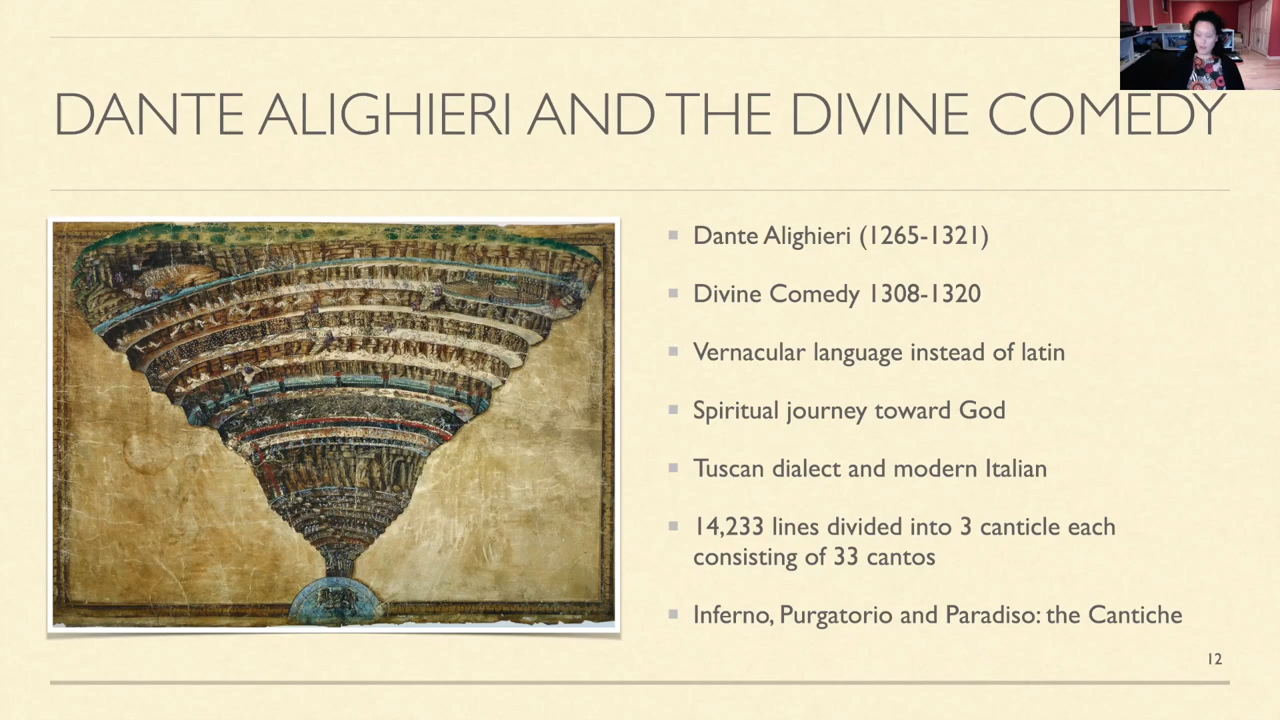 DANTE ALIGHIERI AND THE DIVINE COMEDY
Dante Alighieri (1265-1321)
Divine Comedy 1308-1320
Vernacular language instead of latin
Spiritual journey toward God
Tuscan dialect and modern Italian
14,233 lines divided into 3 canticle each
consisting of 33 cantos
Inferno, Purgatorio and Paradiso: the Cantiche
12